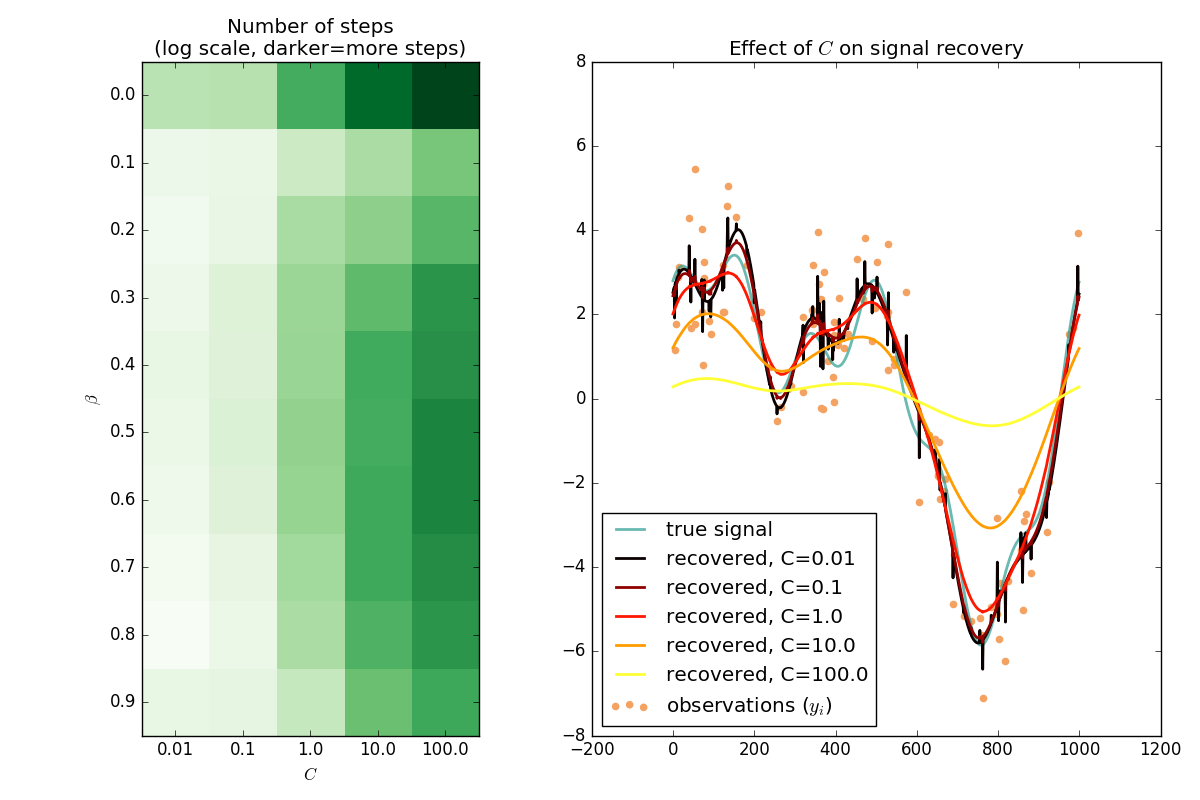 Number of steps
(log scale, darker=more steps)
0.0
0.1
0.2
0.3
0.4
0.5
0.6
0.7
0.8
0.9
β
0.01 0.1 1.0 10.0 100.0
C
Effect of C on signal recovery
8
6
4
2
0
−2
−4
−6
−8
−200 0 200 400 600 800 1000 1200
true signal
recovered, C=0.01
recovered, C=0.1
recovered, C=1.0
recovered, C=10.0
recovered, C=100.0
observations (y_i)